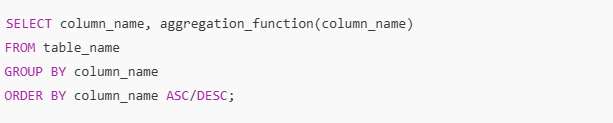 SELECT column_name, aggregation_function(column_name)
FROM table_name
GROUP BY column_name
ORDER BY column_name ASC/DESC;